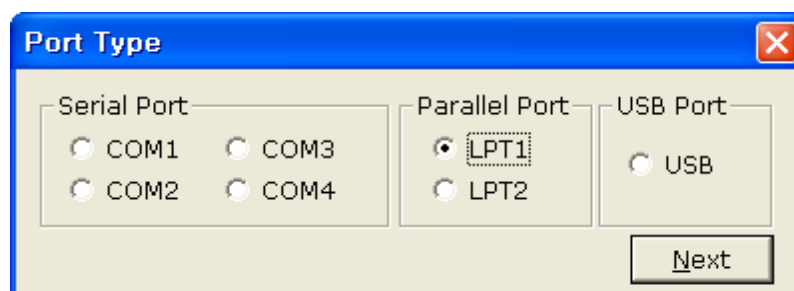 Port Type
Serial Port
COM1 COM3
COM2 COM4
Parallel Port
LPT1
LPT2
USB Port
USB
Next